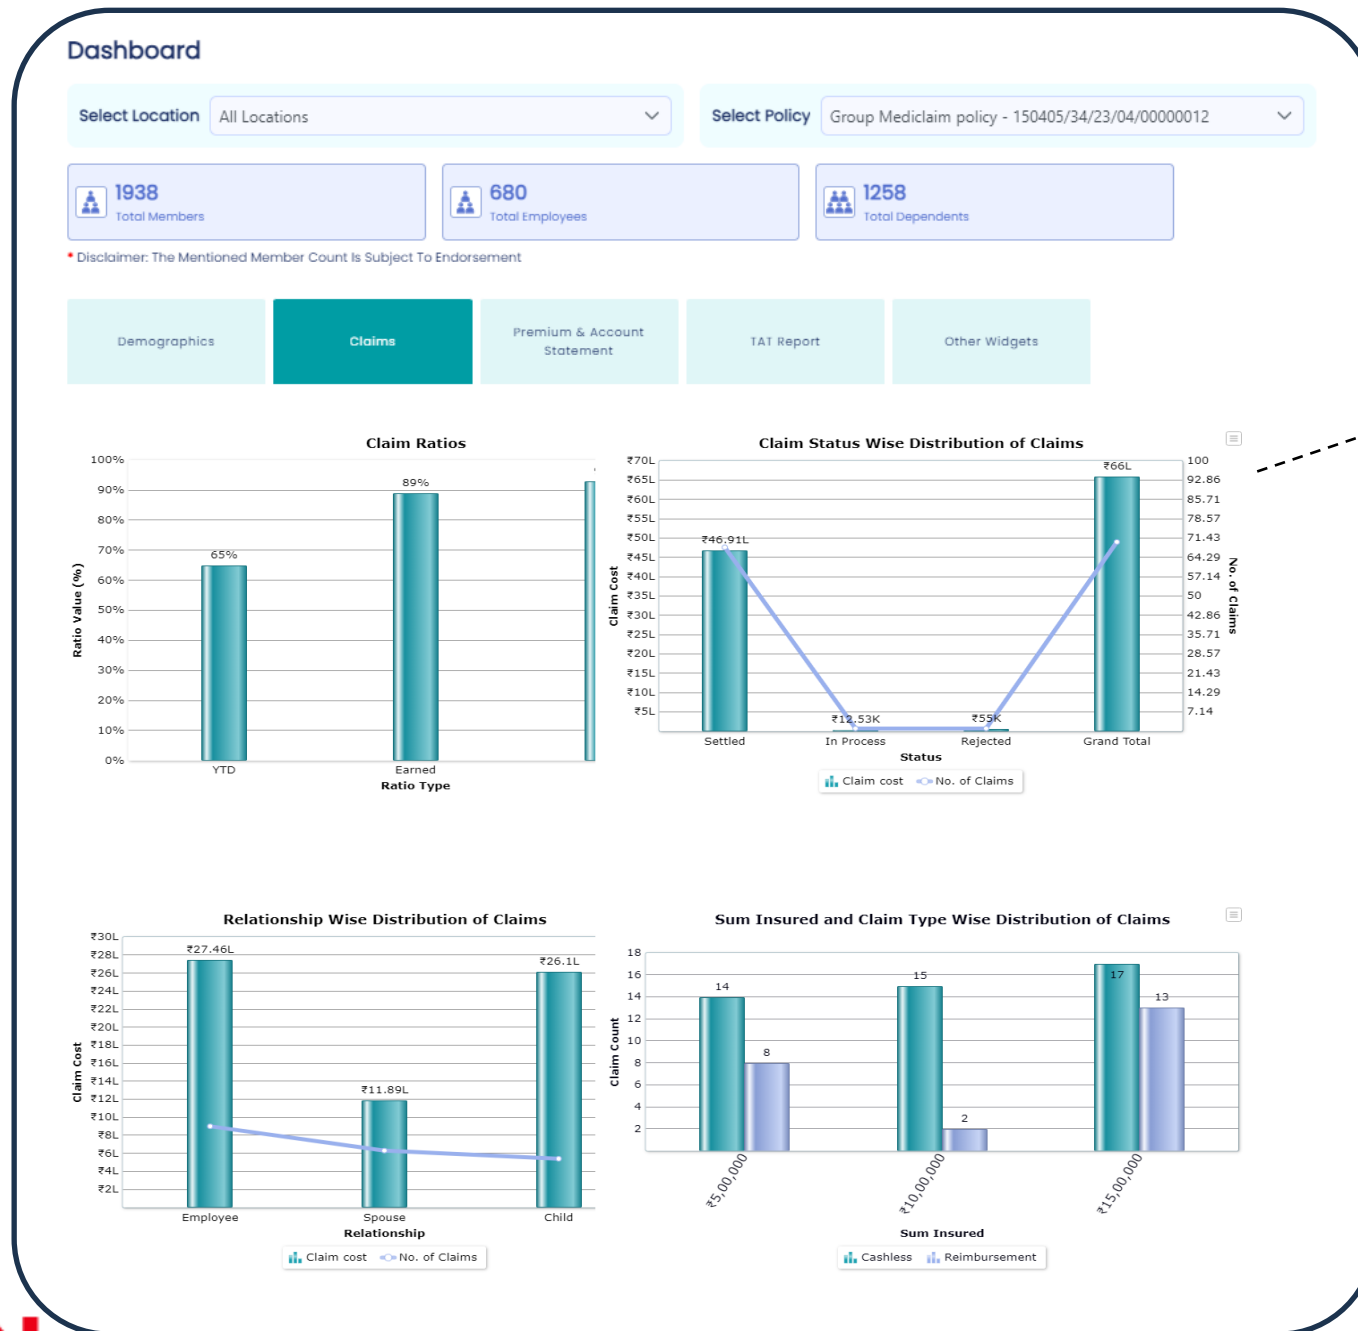 Dashboard
Select Location All Locations
Select Policy Group Mediclaim policy - 150405/34/23/04/00000012
1938
Total Members
680
Total Employees
1258
Total Dependents
* Disclaimer: The Mentioned Member Count Is Subject To Endorsement
Demographics
Claims
Premium & Account
Statement
TAT Report
Other Widgets
Claim Ratios
100%
90%
80%
70%
60%
50%
40%
30%
20%
10%
0%
Ratio Value (%)
65%
89%
YTD
Earned
Ratio Type
Claim Status Wise Distribution of Claims
₹70L
₹65L
₹60L
₹55L
₹50L
₹45L
₹40L
₹35L
₹30L
₹25L
₹20L
₹15L
₹10L
₹5L
Claim Cost
₹46.91L
₹12.53K
₹55K
₹66L
100
92.86
85.71
78.57
71.43
64.29
57.14
50
42.86
35.71
28.57
21.43
14.29
7.14
No. of Claims
Settled
In Process
Rejected
Grand Total
Status
Claim cost
No. of Claims
Relationship Wise Distribution of Claims
₹30L
₹28L
₹26L
₹24L
₹22L
₹20L
₹18L
₹16L
₹14L
₹12L
₹10L
₹8L
₹6L
₹4L
₹2L
Claim Cost
₹27.46L
₹11.89L
₹26.1L
Employee
Spouse
Child
Relationship
Claim cost
No. of Claims
Sum Insured and Claim Type Wise Distribution of Claims
18
16
14
12
10
8
6
4
2
Claim Count
14
8
15
2
17
13
₹5,00,000
₹10,00,000
₹15,00,000
Sum Insured
Cashless
Reimbursement